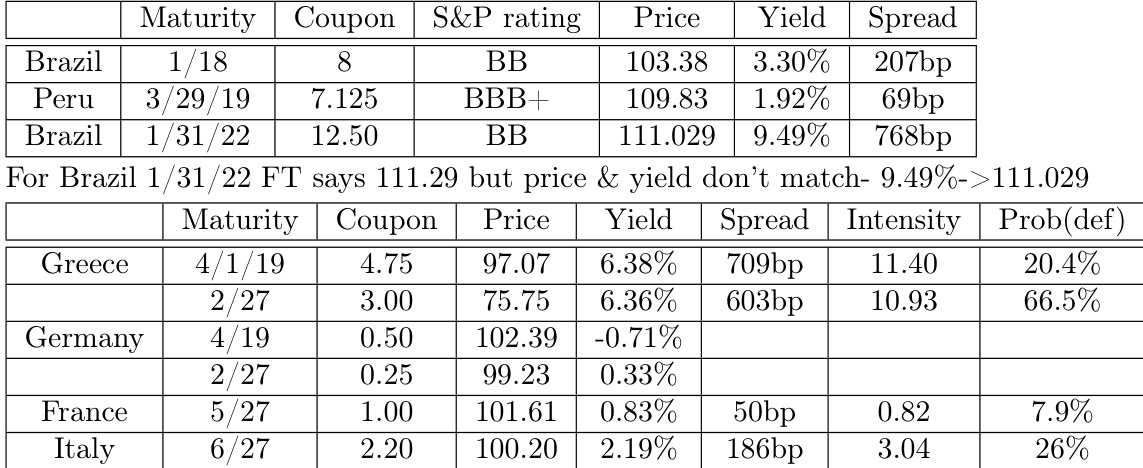 Maturity Coupon S&P rating Price Yield Spread
Brazil 1/18 8 BB 103.38 3.30% 207bp
Peru 3/29/19 7.125 BBB+ 109.83 1.92% 69bp
Brazil 1/31/22 12.50 BB 111.029 9.49% 768bp
For Brazil 1/31/22 FT says 111.29 but price & yield don't match- 9.49%->111.029
Maturity Coupon Price Yield Spread Intensity Prob(def)
Greece 4/1/19 4.75 97.07 6.38% 709bp 11.40 20.4%
2/27 3.00 75.75 6.36% 603bp 10.93 66.5%
Germany 4/19 0.50 102.39 -0.71%
2/27 0.25 99.23 0.33%
France 5/27 1.00 101.61 0.83% 50bp 0.82 7.9%
Italy 6/27 2.20 100.20 2.19% 186bp 3.04 26%